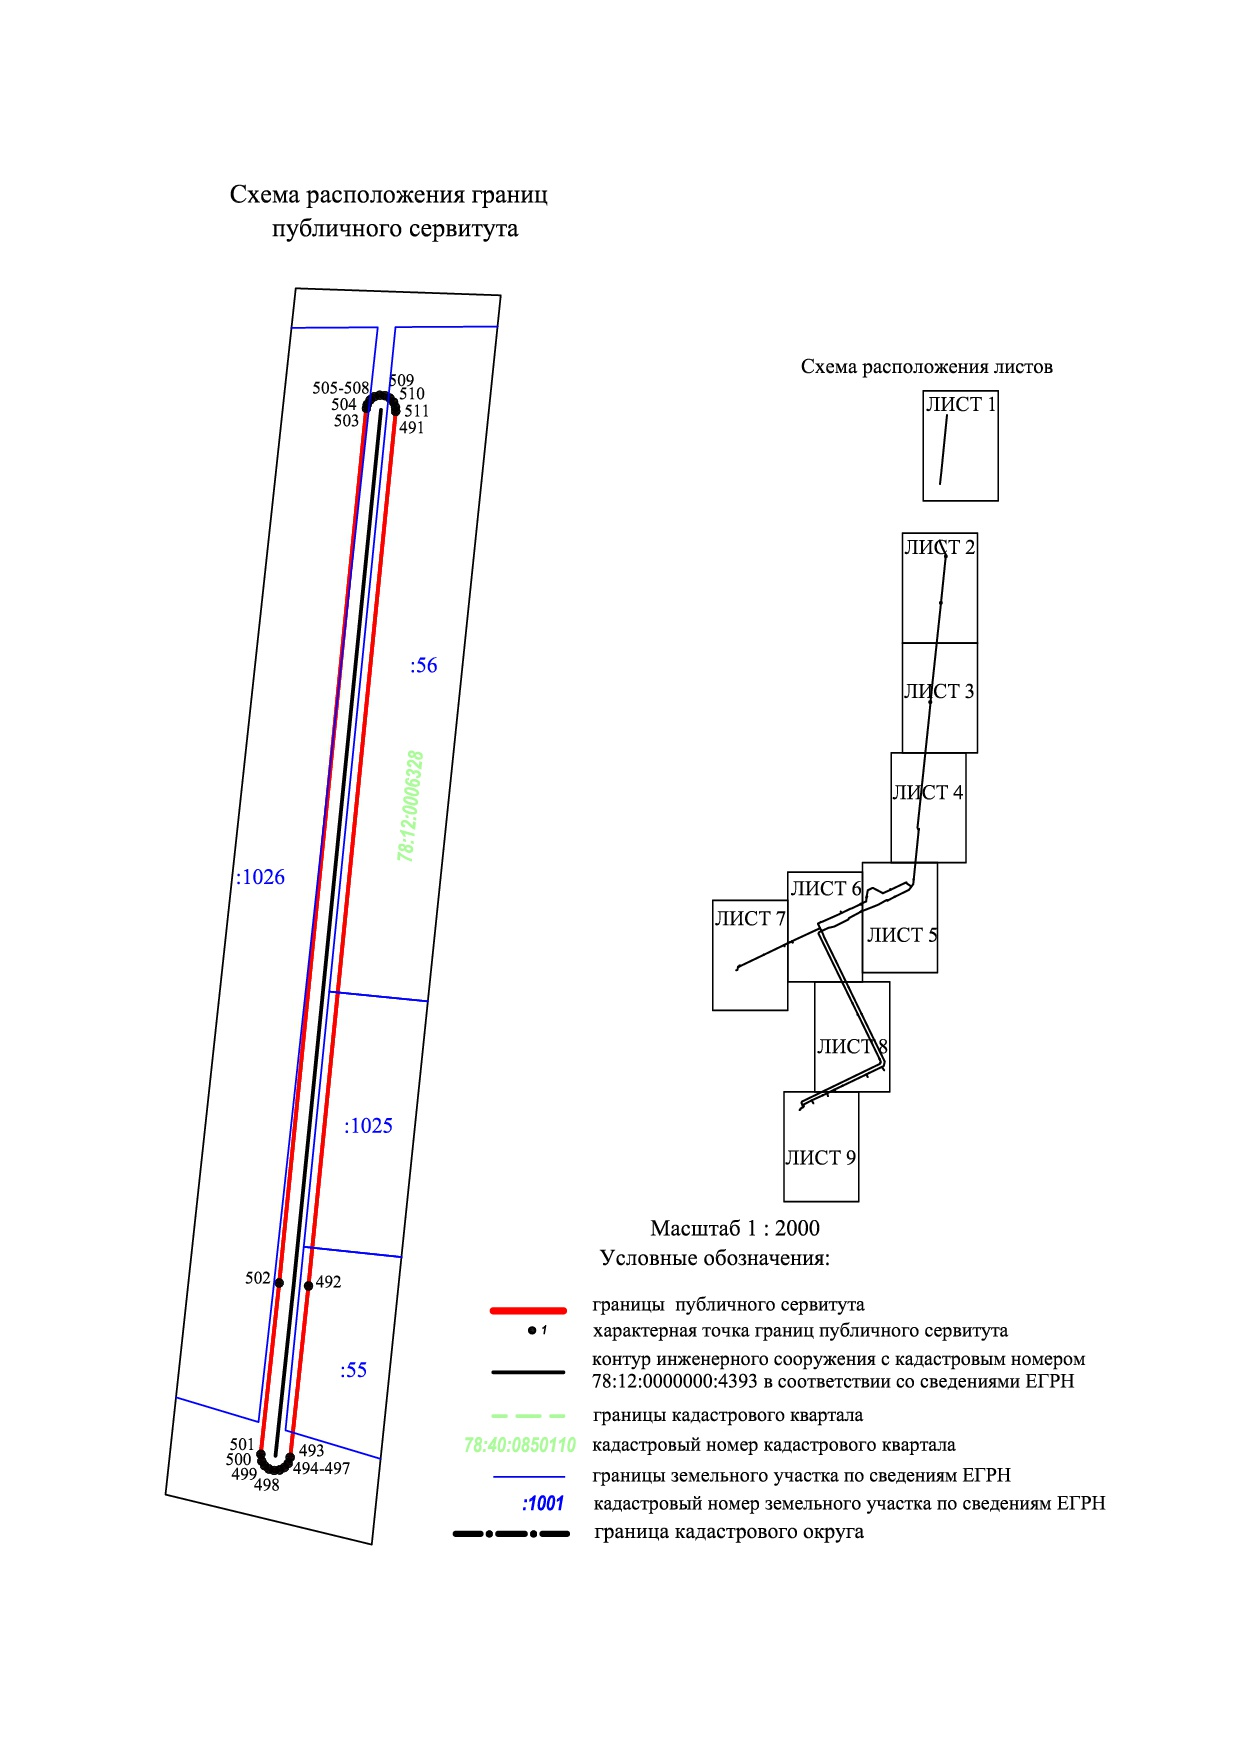 Схема расположения границ
публичного сервитута
505-508
509
504
510
503
511
491
:56
78:12:0006328
:1026
:1025
502
492
:55
501
493
500
494-497
499
498
Схема расположения листов
ЛИСТ 1
ЛИСТ 2
ЛИСТ 3
ЛИСТ 4
ЛИСТ 6
ЛИСТ 7
ЛИСТ 5
ЛИСТ 8
ЛИСТ 9
Масштаб 1 : 2000
Условные обозначения:
границы публичного сервитута
1 характерная точка границ публичного сервитута
контур инженерного сооружения с кадастровым номером
78:12:0000000:4393 в соответствии со сведениями ЕГРН
границы кадастрового квартала
78:40:0850110 кадастровый номер кадастрового квартала
границы земельного участка по сведениям ЕГРН
:1001 кадастровый номер земельного участка по сведениям ЕГРН
граница кадастрового округа